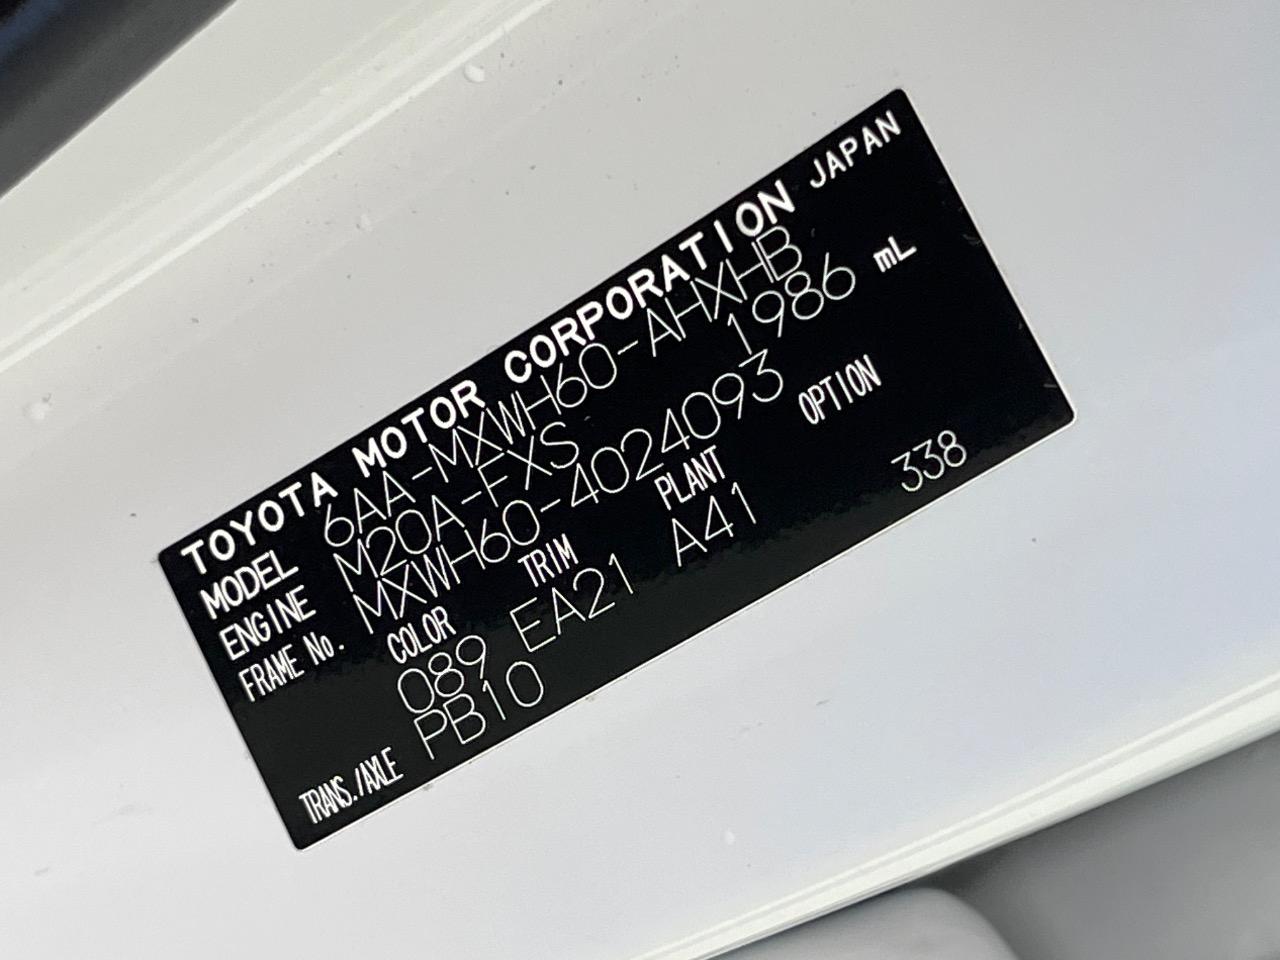 TOYOTA MOTOR CORPORATION JAPAN
MODEL 6AA-MXWH60-AHXHB
ENGINE M20A-FXS 1986 mL
FRAME No. MXWH60-4024093
COLOR TRIM PLANT OPTION
089 EA21 A41 338
TRANS./AXLE PB10